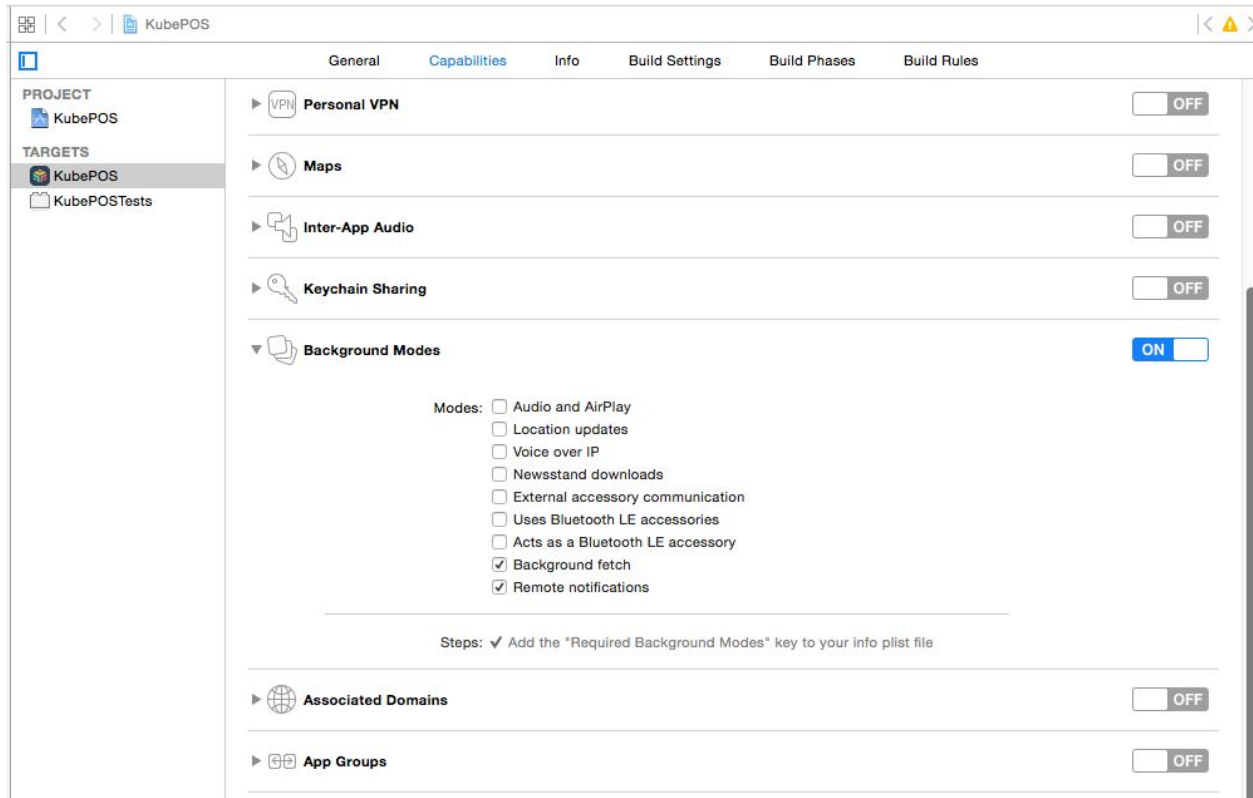 KubePOS
General Capabilities Info Build Settings Build Phases Build Rules
PROJECT
KubePOS
TARGETS
KubePOS
KubePOSTests
VPN Personal VPN OFF
Maps OFF
Inter-App Audio OFF
Keychain Sharing OFF
Background Modes ON
Modes: Audio and AirPlay
Location updates
Voice over IP
Newsstand downloads
External accessory communication
Uses Bluetooth LE accessories
Acts as a Bluetooth LE accessory
Background fetch
Remote notifications
Steps: ✓ Add the "Required Background Modes" key to your info plist file
Associated Domains OFF
App Groups OFF